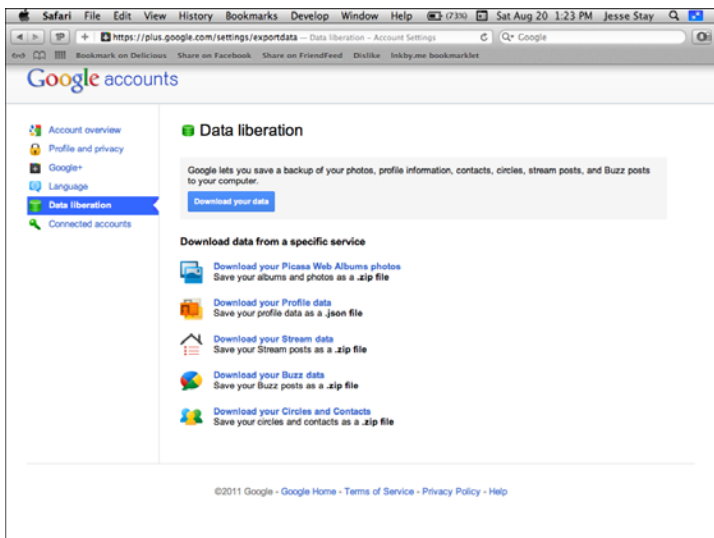 Safari File Edit View History Bookmarks Develop Window Help (73%) Sat Aug 20 1:23 PM Jesse Stay
https://plus.google.com/settings/exportdata — Data liberation – Account Settings Google
Bookmark on Delicious Share on Facebook Share on FriendFeed Dislike Inkby.me bookmarklet
Google accounts
Account overview
Profile and privacy
Google+
Language
Data liberation
Connected accounts
Data liberation
Google lets you save a backup of your photos, profile information, contacts, circles, stream posts, and Buzz posts
to your computer.
Download your data
Download data from a specific service
Download your Picasa Web Albums photos
Save your albums and photos as a .zip file
Download your Profile data
Save your profile data as a .json file
Download your Stream data
Save your Stream posts as a .zip file
Download your Buzz data
Save your Buzz posts as a .zip file
Download your Circles and Contacts
Save your circles and contacts as a .zip file
©2011 Google - Google Home - Terms of Service - Privacy Policy - Help